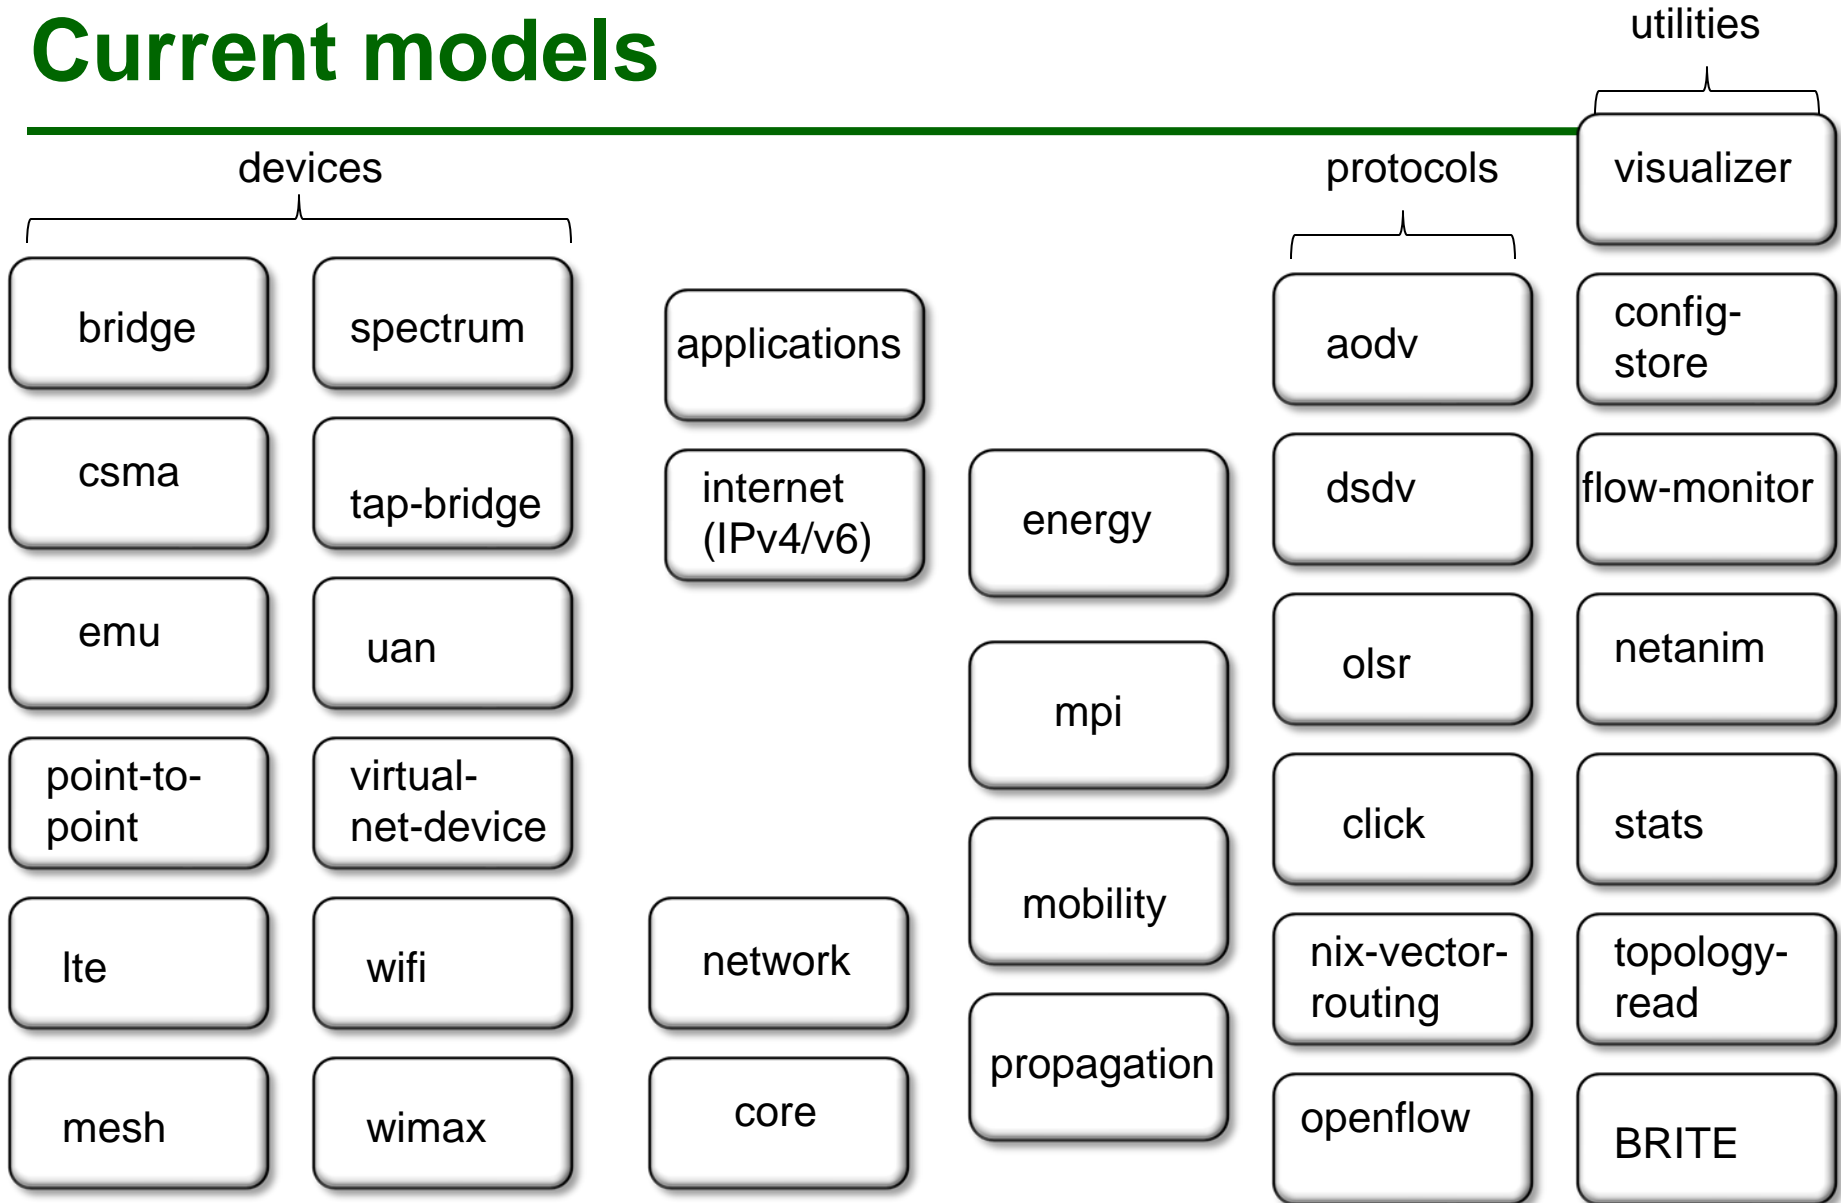 Current models
utilities
devices
protocols
visualizer
bridge
spectrum
applications
aodv
config-
store
csma
tap-bridge
internet
(IPv4/v6)
energy
dsdv
flow-monitor
emu
uan
mpi
olsr
netanim
point-to-
point
virtual-
net-device
mobility
click
stats
lte
wifi
network
propagation
nix-vector-
routing
topology-
read
mesh
wimax
core
openflow
BRITE